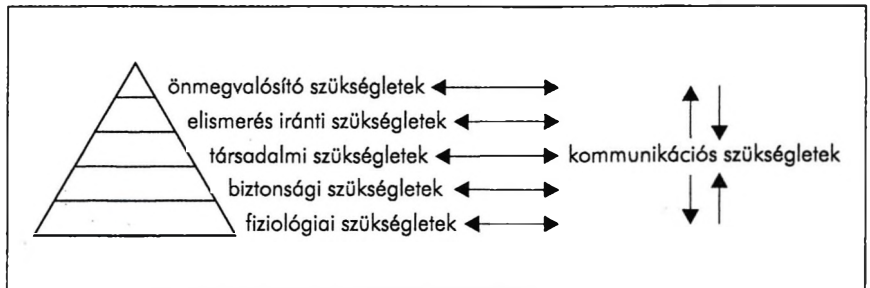 önmegvalósító szükségletek
elismerés iránti szükségletek
társadalmi szükségletek
kommunikációs szükségletek
biztonsági szükségletek
fiziológiai szükségletek